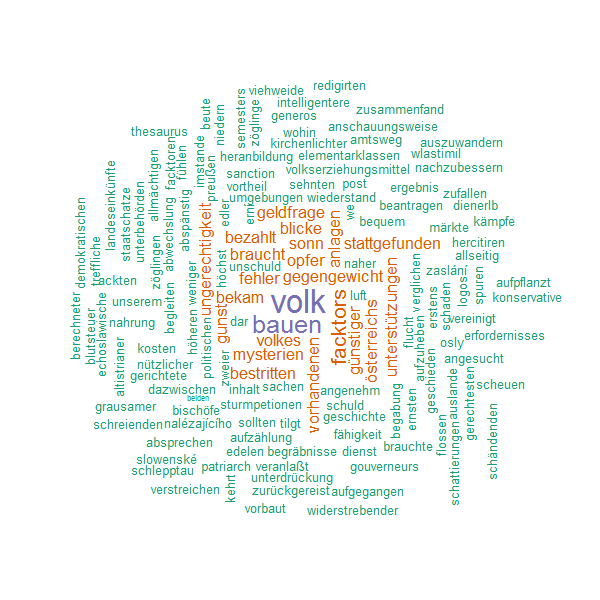 redigirten
viehweide
intelligentere
semesters
zöglinge
beute
niedern
generos
zusammenfand
thesaurus
wohin
anschauungsweise
kirchenlichter
amtsweg
auszuwandern
facktoren
fühlen
imstande
preußen
heranbildung
elementarklassen
wlastimil
sanction
volkserziehungsmittel
nachzubessern
allmächtigen
landeseinkünfte
vortheil
sehnten
post
ergebnis
zufallen
umgebungen
wiederstand
beantragen
dienerlb
demokratischen
treffliche
staatschatze
unterbehörden
zöglingen
abwechslung
abspänstig
ungerechtigkeit
edler
ernk
geldfrage
we
bequem
märkte
kämpfe
blicke
bezahlt
sonn
anlagen
stattgefunden
hercitiren
braucht
opfer
naher
allseitig
höchst
unschuld
gegengewicht
fehler
zaslání
spuren
aufpflanzt
ackten
unserem
begleiten
höheren
weniger
bekam
volk
luft
facktors
günstiger
österreichs
unterstützungen
verglichen
erstens
schaden
logos
konservative
berechneter
blutsteuer
echoslawische
nahrung
gunst
dar
bauen
flucht
aufzuheben
vereinigt
altistrianer
kosten
politischen
volkes
vorhandenen
osly
erfordernisses
nützlicher
mysterien
angesucht
gerichtete
zweier
bestritten
geschieden
auslande
scheuen
dazwischen
inhalt
sachen
angenehm
begabung
ernsten
gerechtesten
beiden
grausamer
bischöfe
sturmpetionen
schuld
geschichte
flossen
schattierungen
schändenden
schreienden
nalézajícího
sollten
tilgt
fähigkeit
absprechen
aufzählung
brauchte
edelen
begräbnisse
dienst
slowenské
schlepptau
patriarch
veranlaßt
gouverneurs
kehrt
unterdrückung
verstreichen
zurückgereist
aufgegangen
vorbaut
widerstrebender